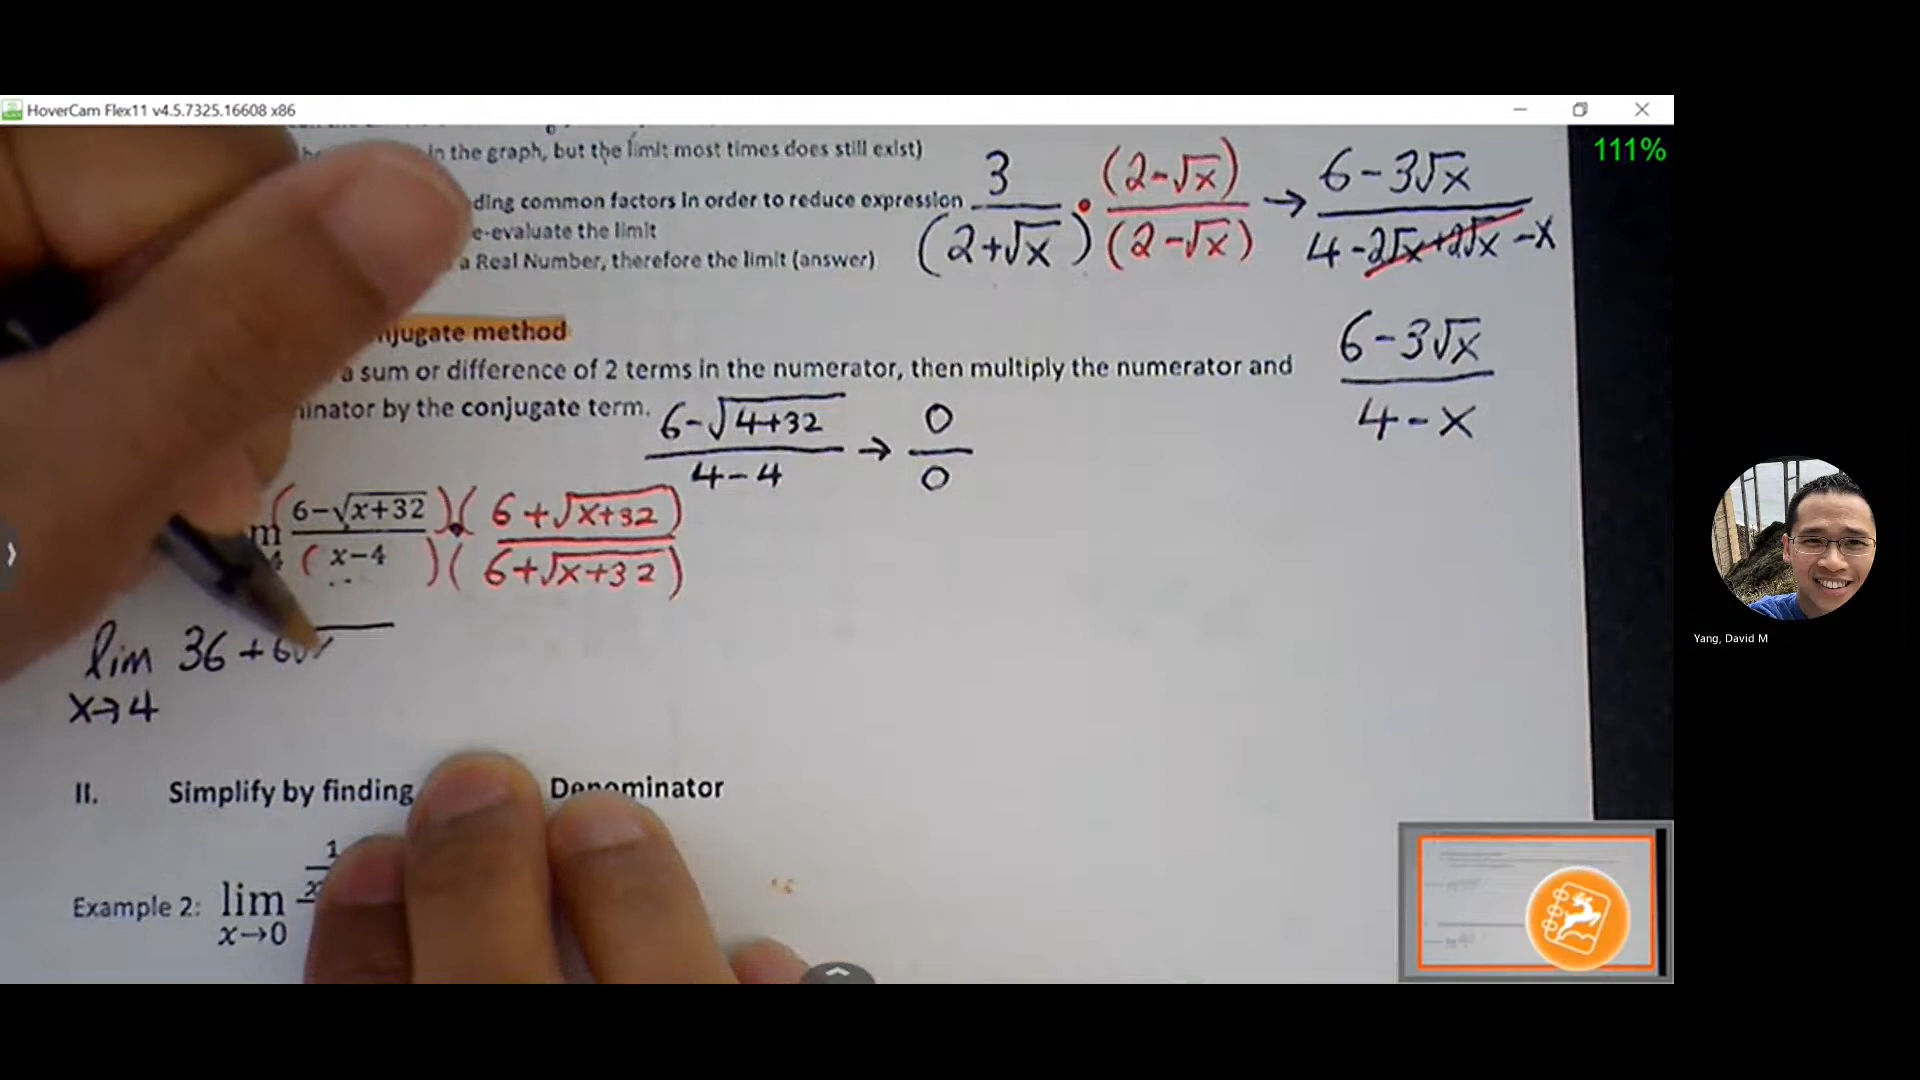 HoverCam Flex11 v4.5.7325.16608 x86
111%
in the graph, but the limit most times does still exist)
ding common factors in order to reduce expression
e-evaluate the limit
a Real Number, therefore the limit (answer)
3 (2-√x) → 6-3√x
(2+√x) • (2-√x) 4-2√x+2√x-x
6-3√x
4-x
njugate method
a sum or difference of 2 terms in the numerator, then multiply the numerator and
inator by the conjugate term.
6-√4+32 → 0
4-4 0
(6-√x+32) • (6+√x+32)
m
4 (x-4) (6+√x+32)
lim 36+6√
x→4
II. Simplify by finding Denominator
1
x
Example 2: lim
x→0
Yang, David M